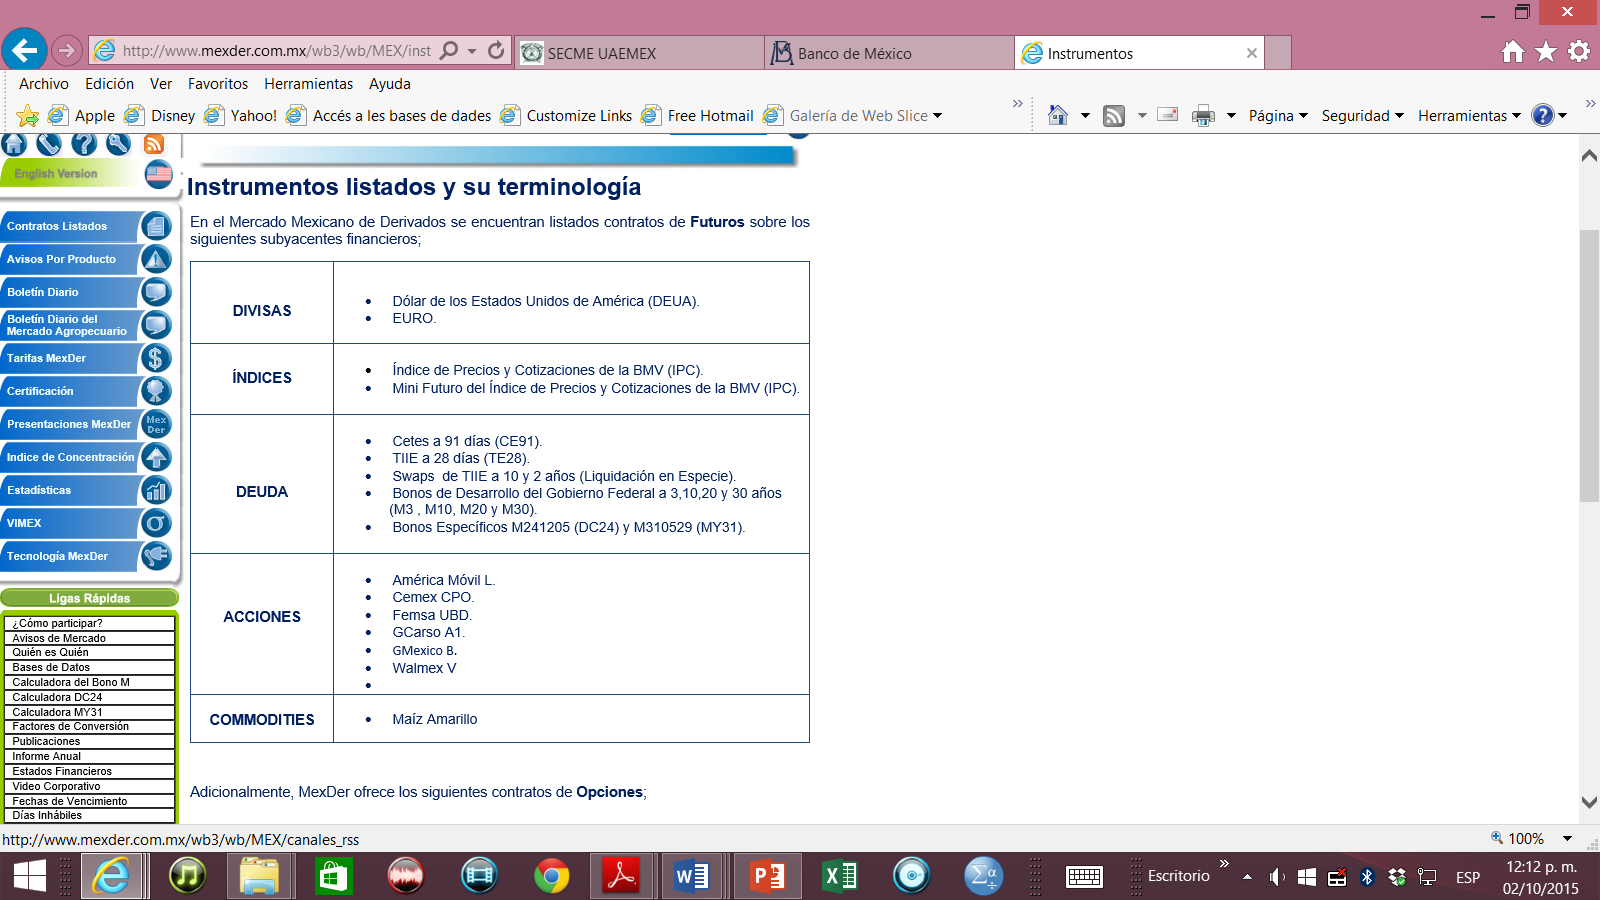 http://www.mexder.com.mx/wb3/wb/MEX/inst
SECME UAEMEX
Banco de México
Instrumentos
Archivo Edición Ver Favoritos Herramientas Ayuda
Apple Disney Yahoo! Accés a les bases de dades Customize Links Free Hotmail Galería de Web Slice
Página Seguridad Herramientas
English Version
Contratos Listados
Avisos Por Producto
Boletín Diario
Boletín Diario del
Mercado Agropecuario
Tarifas MexDer
Certificación
Presentaciones MexDer
Mex
Der
Indice de Concentración
Estadísticas
VIMEX
Tecnología MexDer
Ligas Rápidas
¿Cómo participar?
Avisos de Mercado
Quién es Quién
Bases de Datos
Calculadora del Bono M
Calculadora DC24
Calculadora MY31
Factores de Conversión
Publicaciones
Informe Anual
Estados Financieros
Video Corporativo
Fechas de Vencimiento
Días Inhábiles
Instrumentos listados y su terminología
En el Mercado Mexicano de Derivados se encuentran listados contratos de Futuros sobre los
siguientes subyacentes financieros;
DIVISAS
• Dólar de los Estados Unidos de América (DEUA).
• EURO.
ÍNDICES
• Índice de Precios y Cotizaciones de la BMV (IPC).
• Mini Futuro del Índice de Precios y Cotizaciones de la BMV (IPC).
DEUDA
• Cetes a 91 días (CE91).
• TIIE a 28 días (TE28).
• Swaps de TIIE a 10 y 2 años (Liquidación en Especie).
• Bonos de Desarrollo del Gobierno Federal a 3,10,20 y 30 años
(M3 , M10, M20 y M30).
• Bonos Específicos M241205 (DC24) y M310529 (MY31).
ACCIONES
• América Móvil L.
• Cemex CPO.
• Femsa UBD.
• GCarso A1.
• GMexico B.
• Walmex V
•
COMMODITIES
• Maíz Amarillo
Adicionalmente, MexDer ofrece los siguientes contratos de Opciones;
http://www.mexder.com.mx/wb3/wb/MEX/canales_rss
100%
Escritorio
ESP
12:12 p. m.
02/10/2015